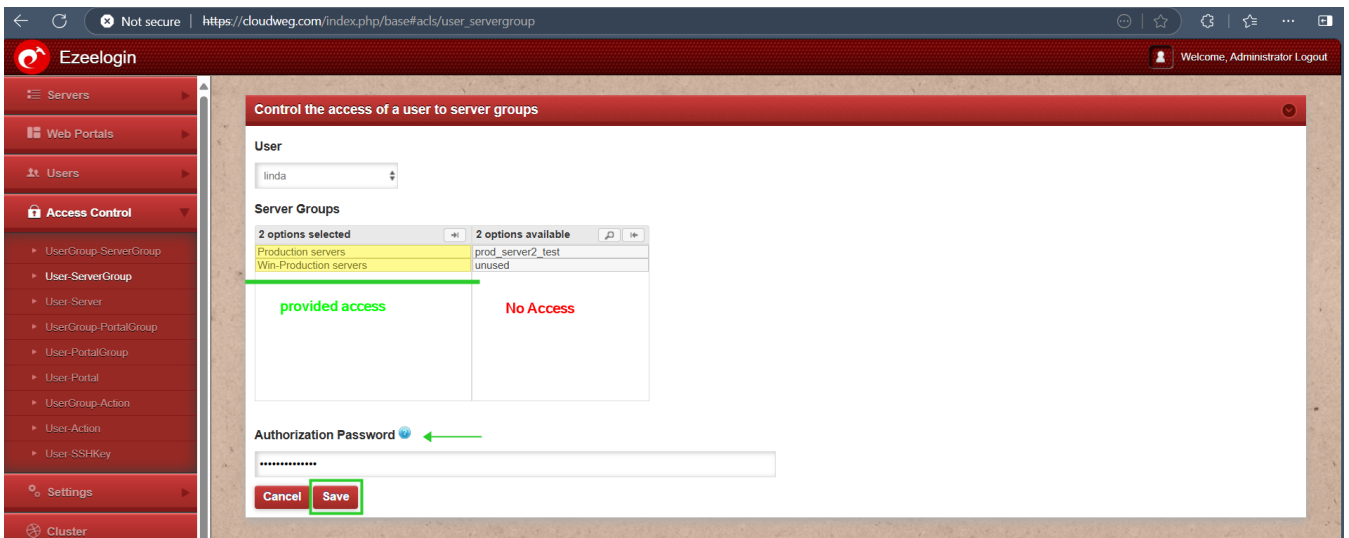 Not secure | https://cloudweg.com/index.php/base#acls/user_servergroup
Ezeelogin
Welcome, Administrator Logout
Servers
Web Portals
Users
Access Control
UserGroup-ServerGroup
User-ServerGroup
User-Server
UserGroup-PortalGroup
User-PortalGroup
User-Portal
UserGroup-Action
User-Action
User-SSHKey
Settings
Cluster
Control the access of a user to server groups
User
linda
Server Groups
2 options selected
Production servers
Win-Production servers
provided access
2 options available
prod_server2_test
unused
No Access
Authorization Password
••••••••••••••
Cancel
Save